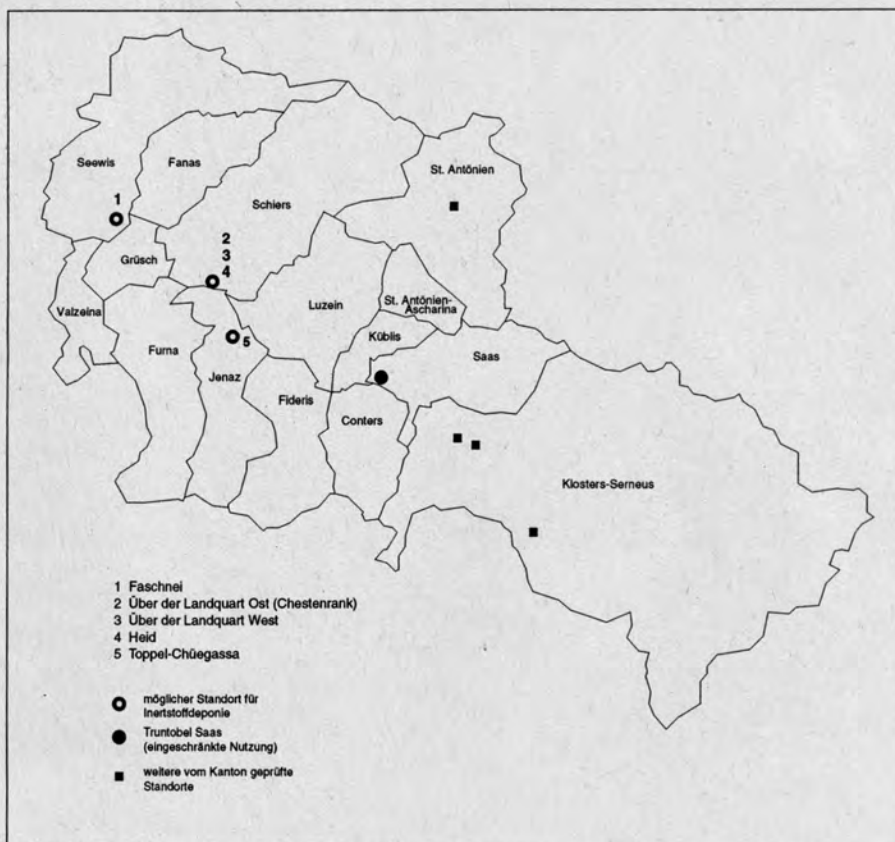 Seewis
Fanas
St. Antönien
1
Schiers
2
3
4
Grüsch
Valzeina
Luzein
St. Antönien-
Ascharina
Küblis
5
Furna
Jenaz
Saas
Fideris
Conters
Klosters-Serneus
1 Faschnei
2 Über der Landquart Ost (Chestenrank)
3 Über der Landquart West
4 Heid
5 Toppel-Chüegassa
möglicher Standort für
Inertstoffdeponie
Truntobel Saas
(eingeschränkte Nutzung)
weitere vom Kanton geprüfte
Standorte